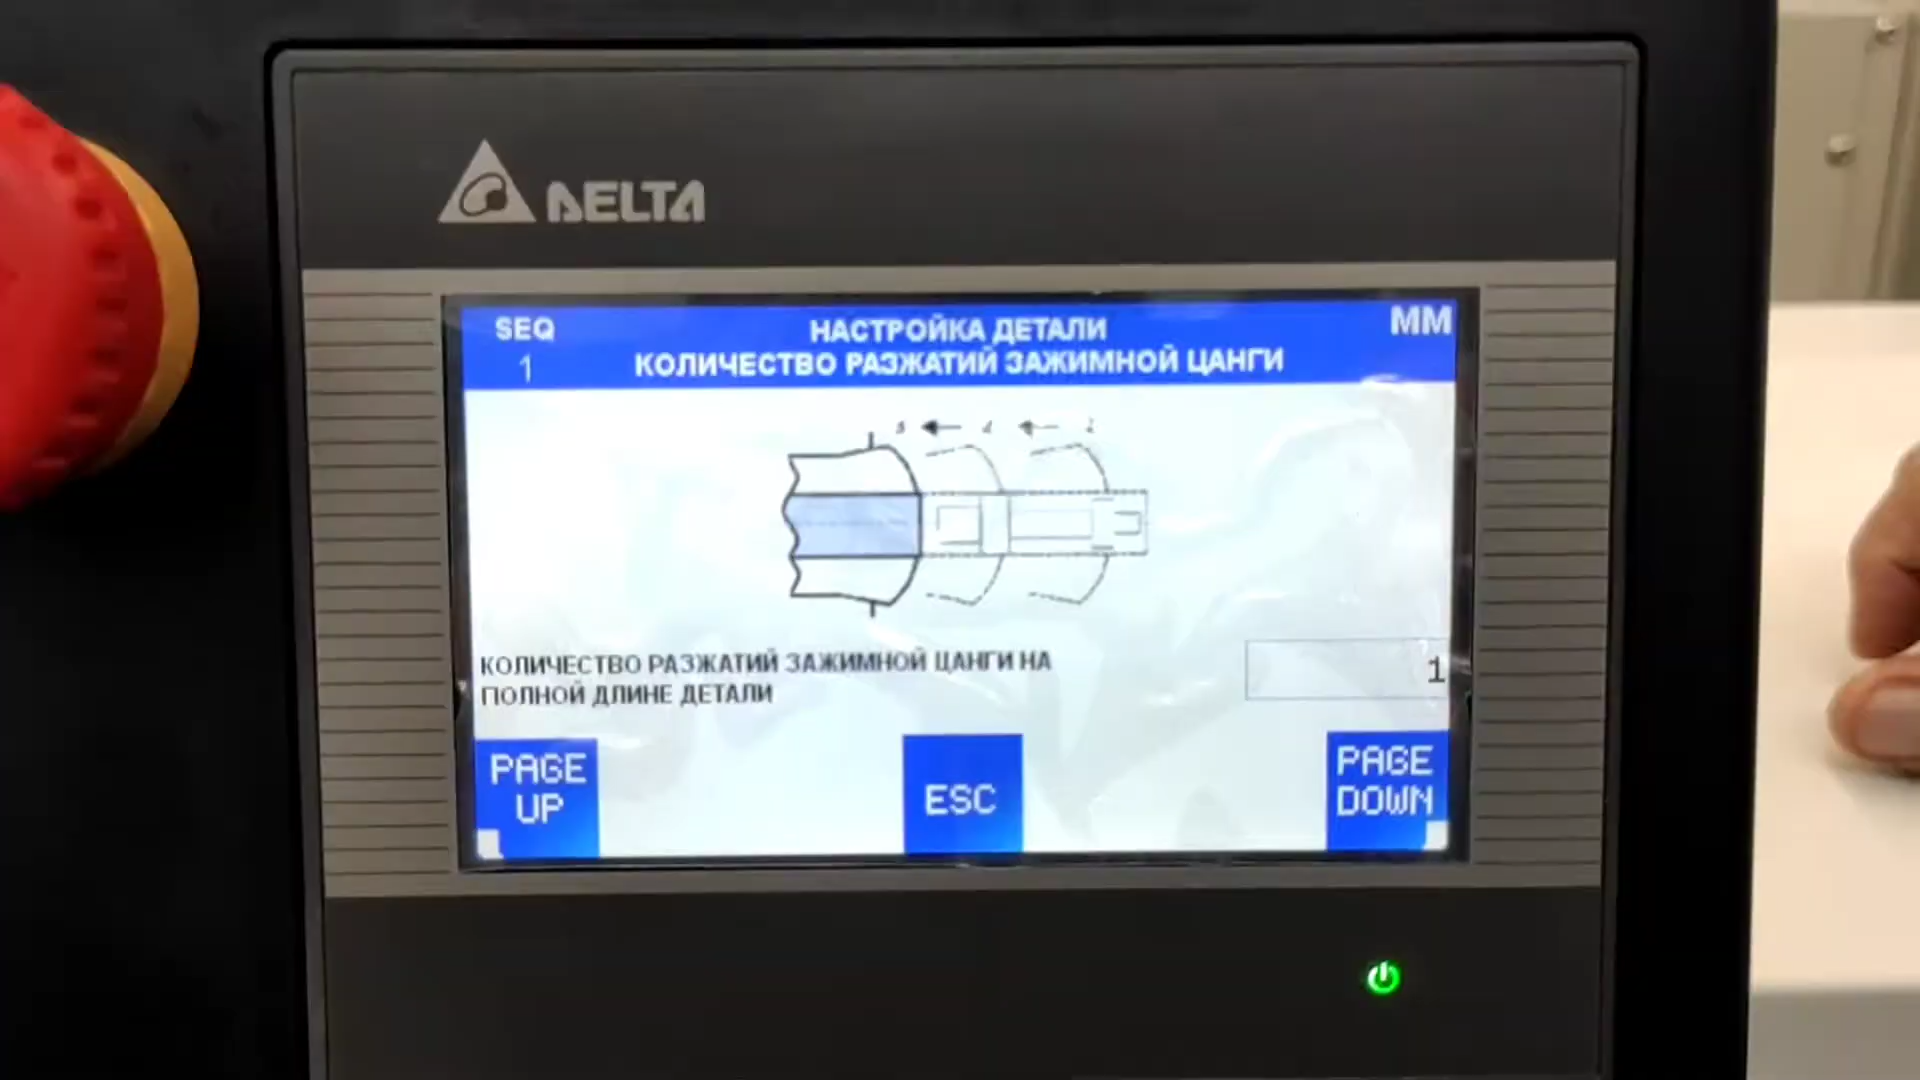 DELTA
SEQ
1
НАСТРОЙКА ДЕТАЛИ
КОЛИЧЕСТВО РАЗЖАТИЙ ЗАЖИМНОЙ ЦАНГИ
MM
КОЛИЧЕСТВО РАЗЖАТИЙ ЗАЖИМНОЙ ЦАНГИ НА
ПОЛНОЙ ДЛИНЕ ДЕТАЛИ
1
PAGE
UP
ESC
PAGE
DOWN